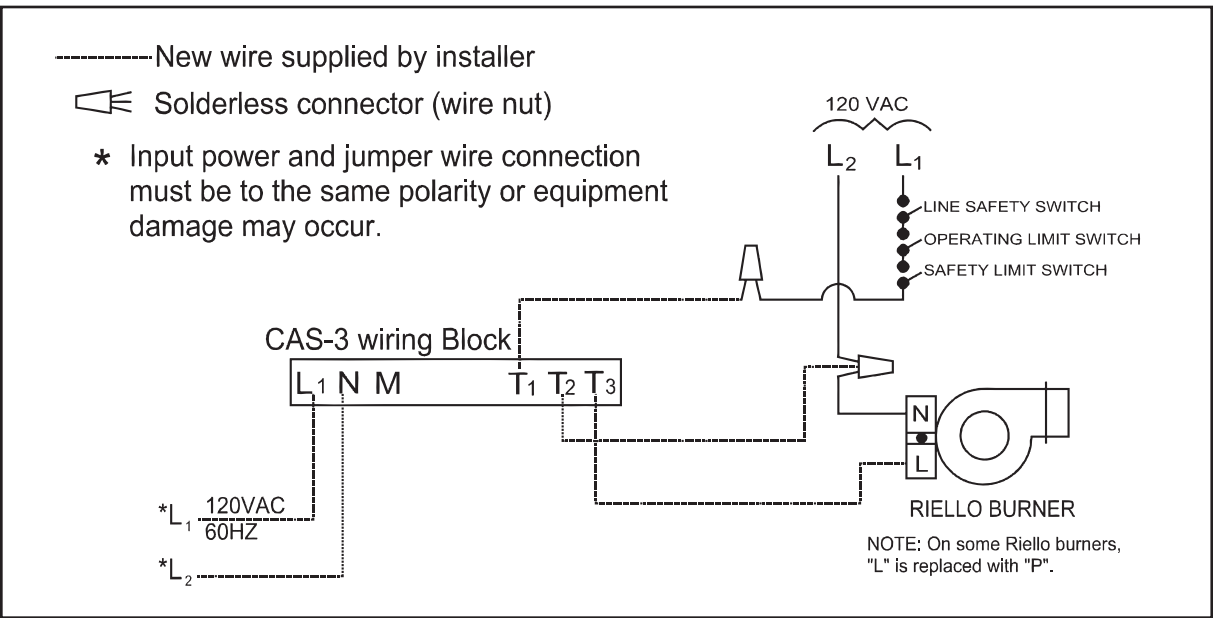 New wire supplied by installer
Solderless connector (wire nut)
* Input power and jumper wire connection
must be to the same polarity or equipment
damage may occur.
120 VAC
L2 L1
LINE SAFETY SWITCH
OPERATING LIMIT SWITCH
SAFETY LIMIT SWITCH
CAS-3 wiring Block
L1 N M T1 T2 T3
N
L
*L1 120VAC
60HZ
*L2
RIELLO BURNER
NOTE: On some Riello burners,
"L" is replaced with "P".